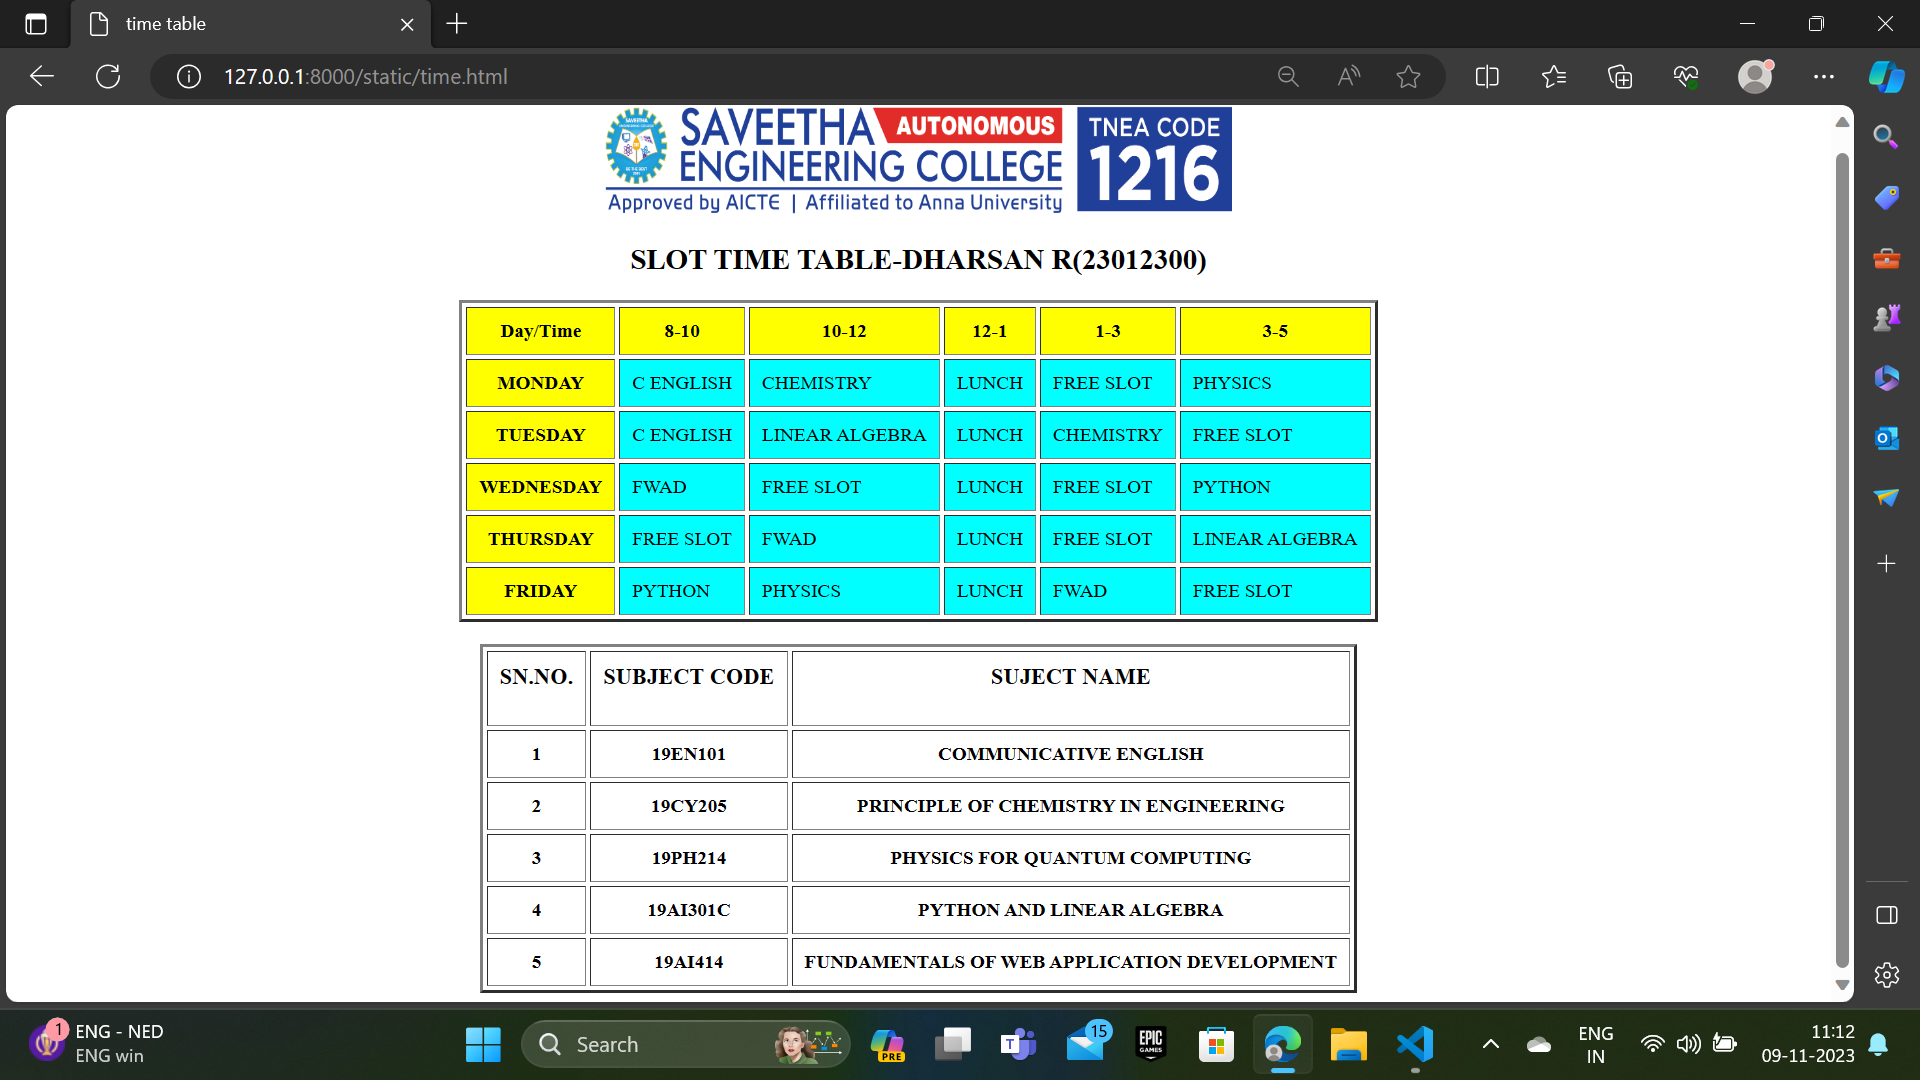 time table
127.0.0.1:8000/static/time.html
SAVEETHA AUTONOMOUS
ENGINEERING COLLEGE
Approved by AICTE | Affiliated to Anna University
TNEA CODE
1216
SLOT TIME TABLE-DHARSAN R(23012300)
Day/Time 8-10 10-12 12-1 1-3 3-5
MONDAY C ENGLISH CHEMISTRY LUNCH FREE SLOT PHYSICS
TUESDAY C ENGLISH LINEAR ALGEBRA LUNCH CHEMISTRY FREE SLOT
WEDNESDAY FWAD FREE SLOT LUNCH FREE SLOT PYTHON
THURSDAY FREE SLOT FWAD LUNCH FREE SLOT LINEAR ALGEBRA
FRIDAY PYTHON PHYSICS LUNCH FWAD FREE SLOT
SN.NO. SUBJECT CODE SUJECT NAME
1 19EN101 COMMUNICATIVE ENGLISH
2 19CY205 PRINCIPLE OF CHEMISTRY IN ENGINEERING
3 19PH214 PHYSICS FOR QUANTUM COMPUTING
4 19AI301C PYTHON AND LINEAR ALGEBRA
5 19AI414 FUNDAMENTALS OF WEB APPLICATION DEVELOPMENT
1
ENG - NED
ENG win
Search
PRE
15
EPIC
GAMES
ENG
IN
11:12
09-11-2023